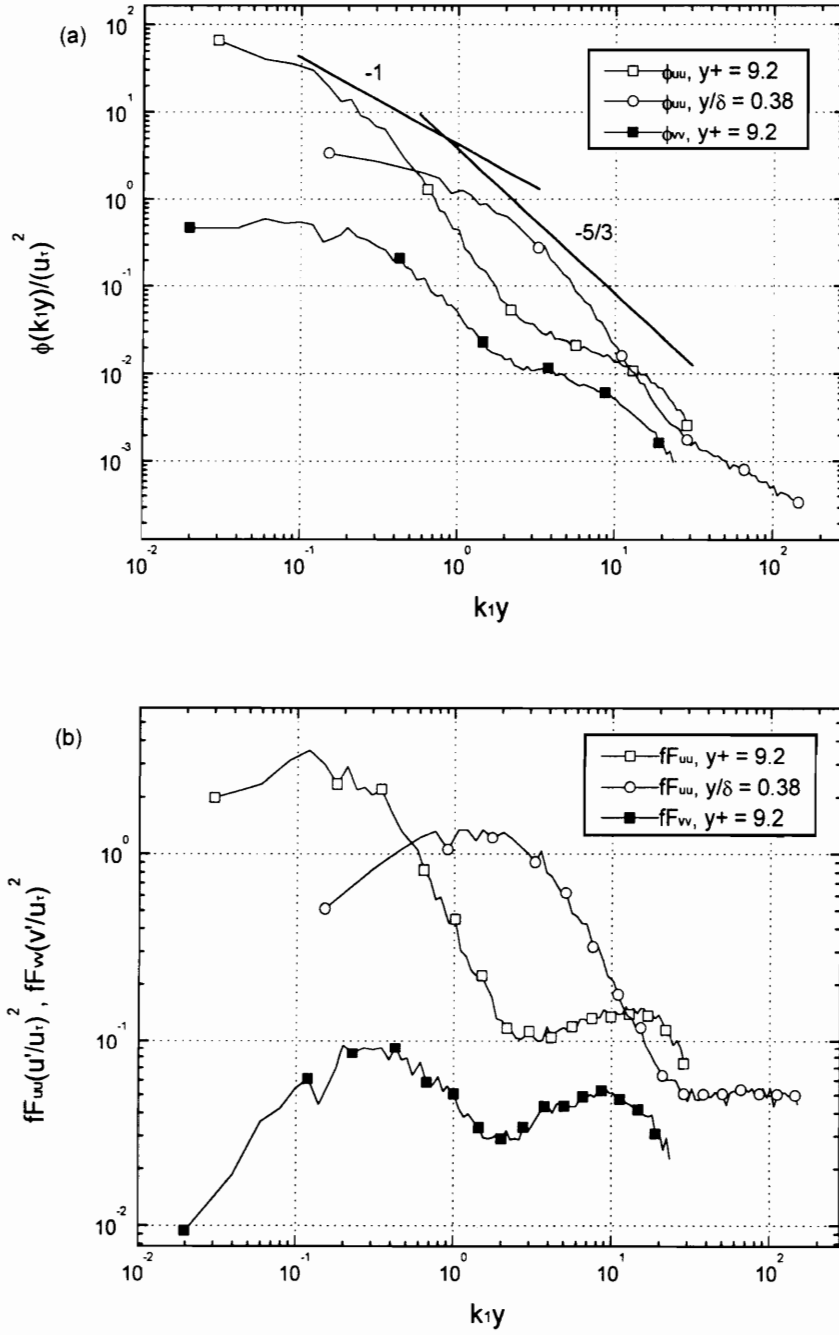 (a)
10²
10¹
10⁰
10⁻¹
10⁻²
10⁻³
ϕ(k₁y)/(uτ)²
-1
-5/3
ϕuu, y+ = 9.2
ϕuu, y/δ = 0.38
ϕvv, y+ = 9.2
10⁻² 10⁻¹ 10⁰ 10¹ 10²
k₁y
(b)
10⁰
10⁻¹
10⁻²
fFuu(u'/uτ)², fFvv(v'/uτ)²
fFuu, y+ = 9.2
fFuu, y/δ = 0.38
fFvv, y+ = 9.2
10⁻² 10⁻¹ 10⁰ 10¹ 10²
k₁y